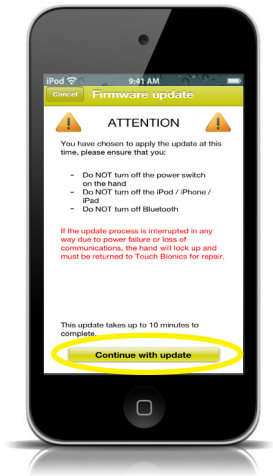 iPod 9:41 AM
Cancel Firmware update
ATTENTION
You have chosen to apply the update at this
time, please ensure that you:
- Do NOT turn off the power switch
on the hand
- Do NOT turn off the iPod / iPhone /
iPad
- Do NOT turn off Bluetooth
If the update process is interrupted in any
way due to power failure or loss of
communications, the hand will lock up and
must be returned to Touch Bionics for repair.
This update takes up to 10 minutes to
complete.
Continue with update